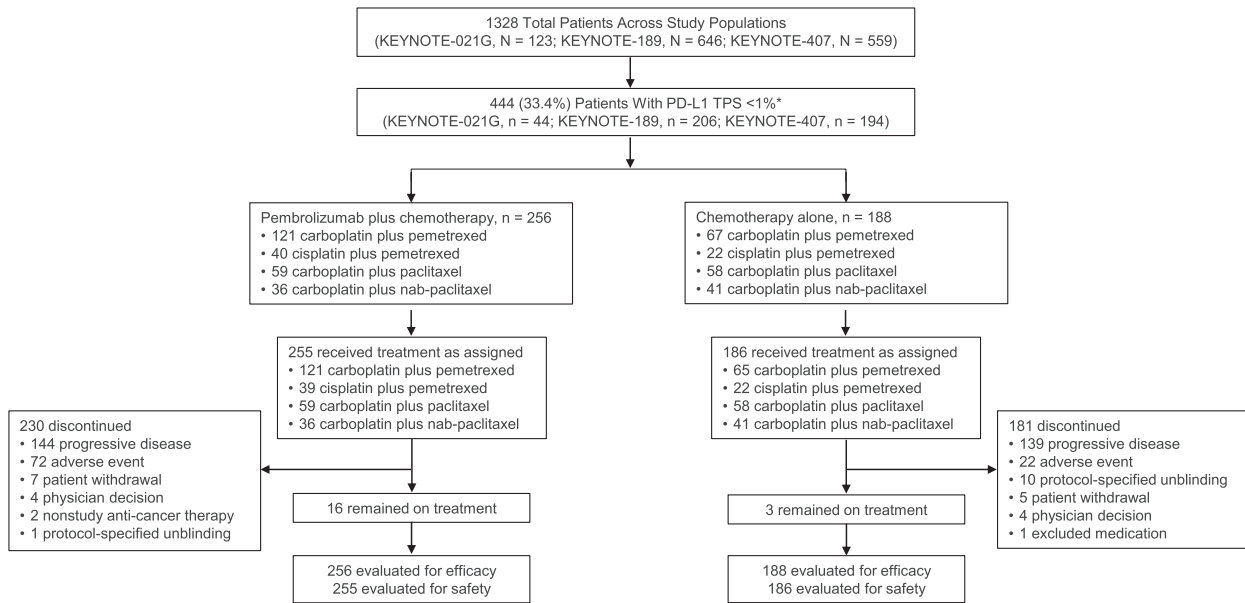 1328 Total Patients Across Study Populations
(KEYNOTE-021G, N = 123; KEYNOTE-189, N = 646; KEYNOTE-407, N = 559)
444 (33.4%) Patients With PD-L1 TPS <1%*
(KEYNOTE-021G, n = 44; KEYNOTE-189, n = 206; KEYNOTE-407, n = 194)
Pembrolizumab plus chemotherapy, n = 256
• 121 carboplatin plus pemetrexed
• 40 cisplatin plus pemetrexed
• 59 carboplatin plus paclitaxel
• 36 carboplatin plus nab-paclitaxel
Chemotherapy alone, n = 188
• 67 carboplatin plus pemetrexed
• 22 cisplatin plus pemetrexed
• 58 carboplatin plus paclitaxel
• 41 carboplatin plus nab-paclitaxel
255 received treatment as assigned
• 121 carboplatin plus pemetrexed
• 39 cisplatin plus pemetrexed
• 59 carboplatin plus paclitaxel
• 36 carboplatin plus nab-paclitaxel
186 received treatment as assigned
• 65 carboplatin plus pemetrexed
• 22 cisplatin plus pemetrexed
• 58 carboplatin plus paclitaxel
• 41 carboplatin plus nab-paclitaxel
230 discontinued
• 144 progressive disease
• 72 adverse event
• 7 patient withdrawal
• 4 physician decision
• 2 nonstudy anti-cancer therapy
• 1 protocol-specified unblinding
181 discontinued
• 139 progressive disease
• 22 adverse event
• 10 protocol-specified unblinding
• 5 patient withdrawal
• 4 physician decision
• 1 excluded medication
16 remained on treatment
3 remained on treatment
256 evaluated for efficacy
255 evaluated for safety
188 evaluated for efficacy
186 evaluated for safety